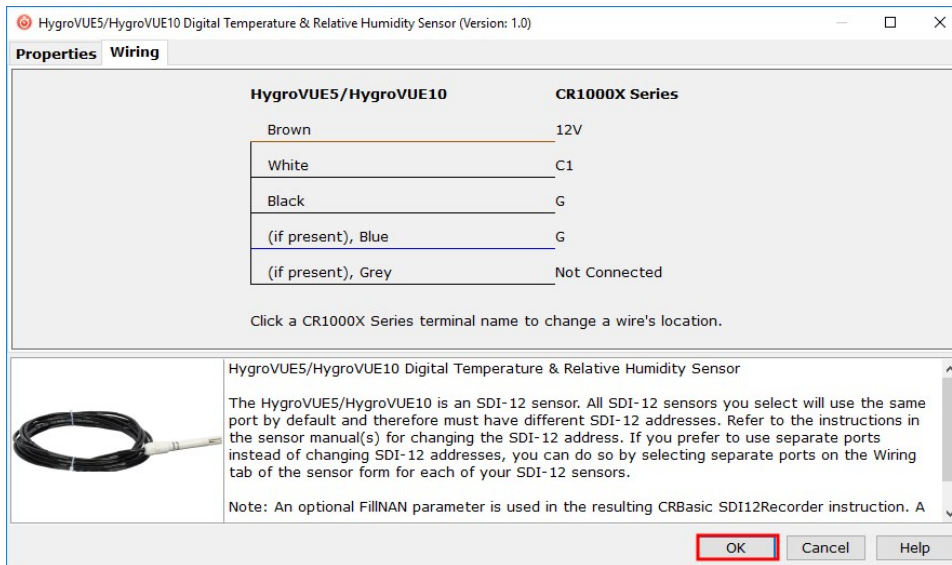 HygroVUE5/HygroVUE10 Digital Temperature & Relative Humidity Sensor (Version: 1.0)
Properties Wiring
HygroVUE5/HygroVUE10 CR1000X Series
Brown 12V
White C1
Black G
(if present), Blue G
(if present), Grey Not Connected
Click a CR1000X Series terminal name to change a wire's location.
HygroVUE5/HygroVUE10 Digital Temperature & Relative Humidity Sensor
The HygroVUE5/HygroVUE10 is an SDI-12 sensor. All SDI-12 sensors you select will use the same
port by default and therefore must have different SDI-12 addresses. Refer to the instructions in
the sensor manual(s) for changing the SDI-12 address. If you prefer to use separate ports
instead of changing SDI-12 addresses, you can do so by selecting separate ports on the Wiring
tab of the sensor form for each of your SDI-12 sensors.
Note: An optional FillNAN parameter is used in the resulting CRBasic SDI12Recorder instruction. A
OK Cancel Help